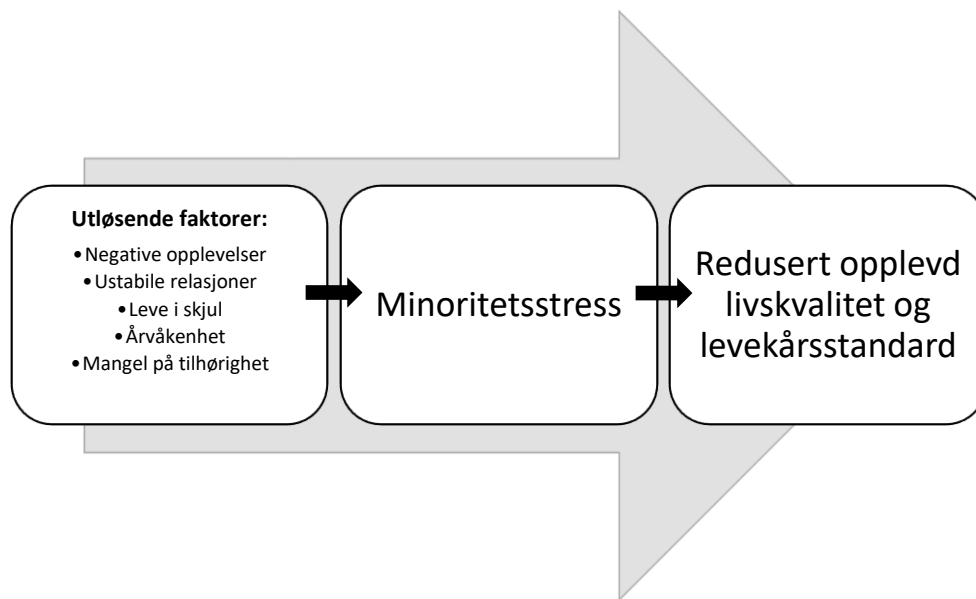 Utløsende faktorer:
•Negative opplevelser
•Ustabile relasjoner
•Leve i skjul
•Årvåkenhet
•Mangel på tilhørighet
Minoritetsstress
Redusert opplevd
livskvalitet og
levekårsstandard